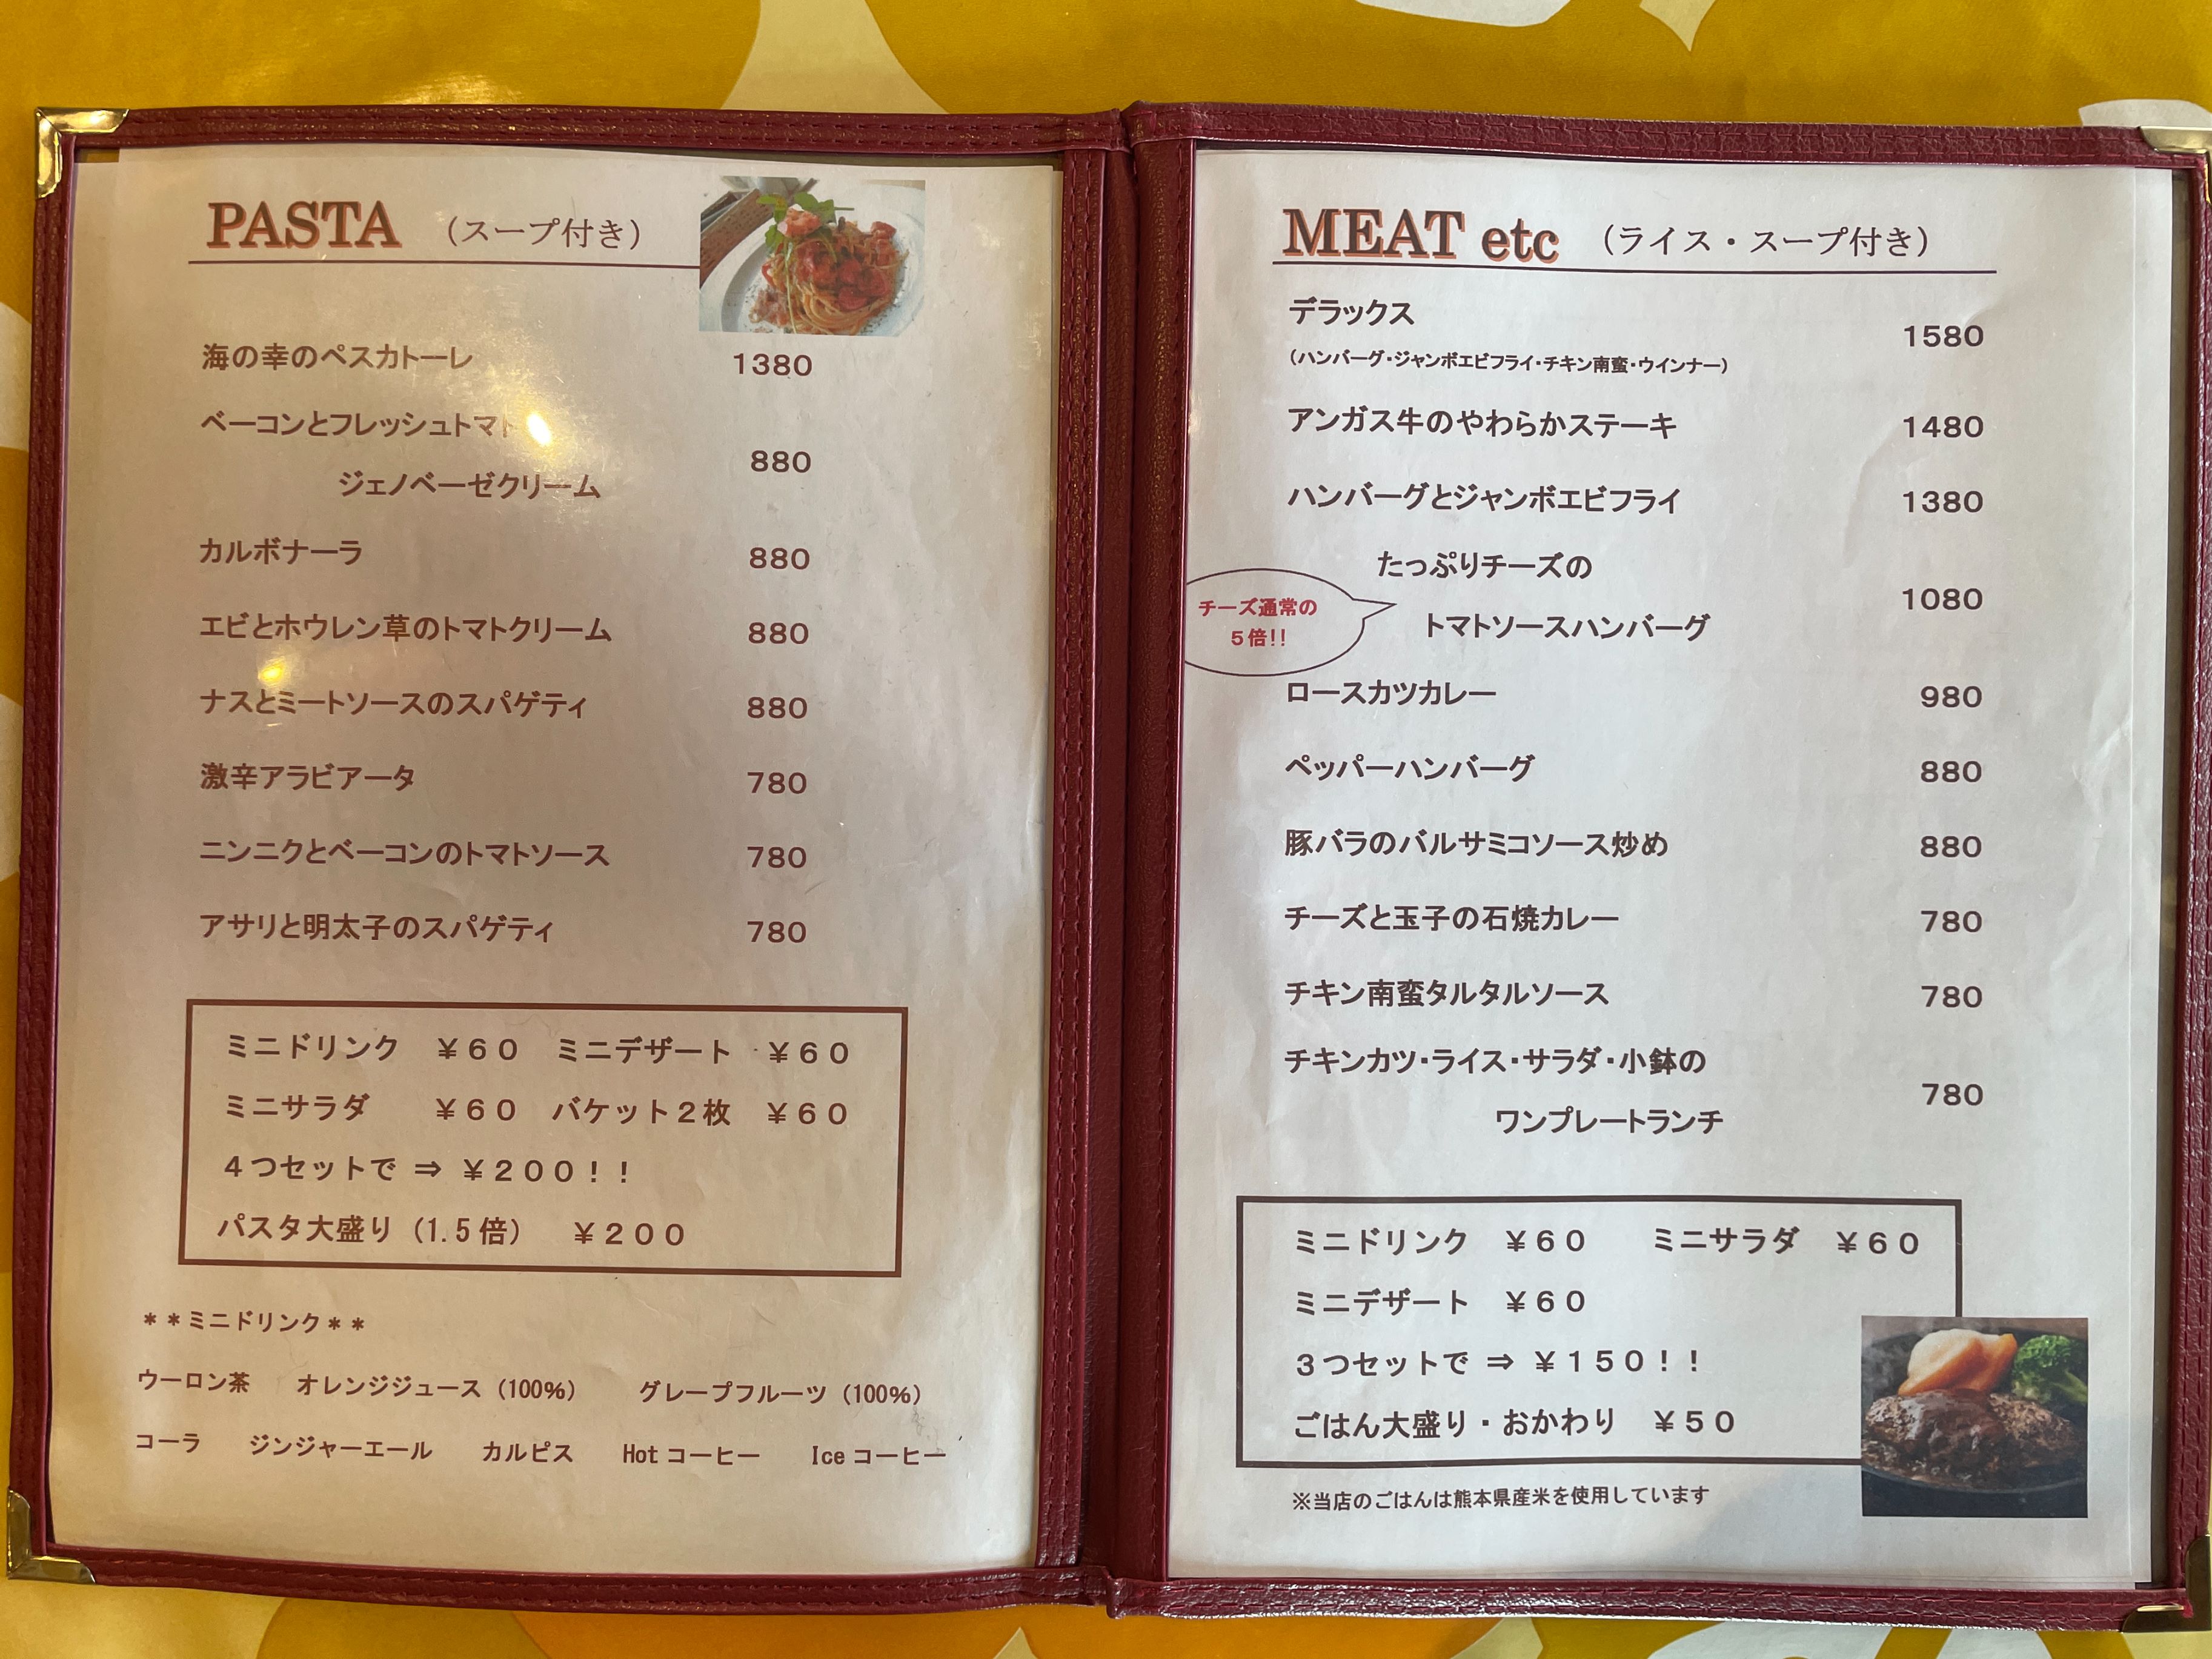 PASTA （スープ付き）
海の幸のペスカトーレ 1380
ベーコンとフレッシュトマト
ジェノベーゼクリーム 880
カルボナーラ 880
エビとホウレン草のトマトクリーム 880
ナスとミートソースのスパゲティ 880
激辛アラビアータ 780
ニンニクとベーコンのトマトソース 780
アサリと明太子のスパゲティ 780
ミニドリンク ￥６０ ミニデザート ￥６０
ミニサラダ ￥６０ バケット２枚 ￥６０
４つセットで ⇒ ￥２００！！
パスタ大盛り（1.5倍） ￥２００
＊＊ミニドリンク＊＊
ウーロン茶 オレンジジュース（100%） グレープフルーツ（100%）
コーラ ジンジャーエール カルピス Hotコーヒー Iceコーヒー
MEAT etc （ライス・スープ付き）
デラックス 1580
（ハンバーグ・ジャンボエビフライ・チキン南蛮・ウインナー）
アンガス牛のやわらかステーキ 1480
ハンバーグとジャンボエビフライ 1380
たっぷりチーズの
トマトソースハンバーグ 1080
チーズ通常の
５倍!!
ロースカツカレー 980
ペッパーハンバーグ 880
豚バラのバルサミコソース炒め 880
チーズと玉子の石焼カレー 780
チキン南蛮タルタルソース 780
チキンカツ・ライス・サラダ・小鉢の
ワンプレートランチ 780
ミニドリンク ￥６０ ミニサラダ ￥６０
ミニデザート ￥６０
３つセットで ⇒ ￥１５０！！
ごはん大盛り・おかわり ￥５０
※当店のごはんは熊本県産米を使用しています